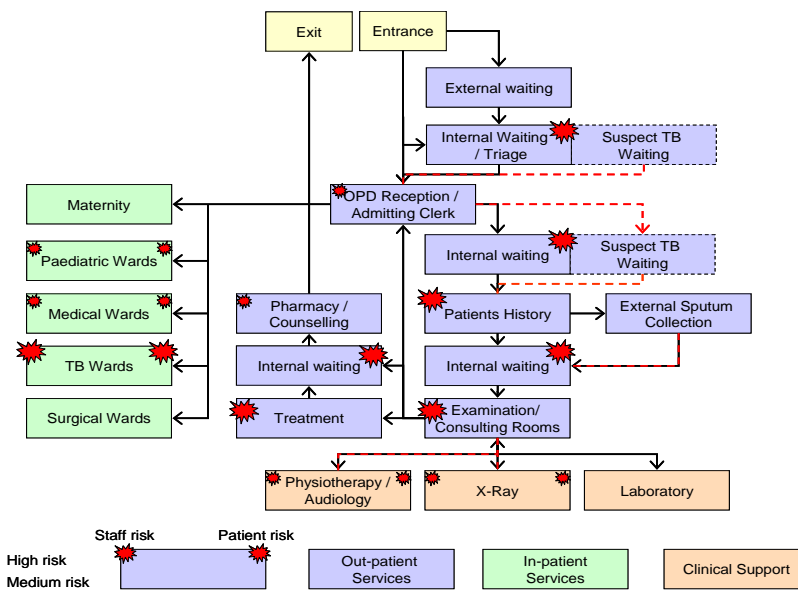 Exit
Entrance
External waiting
Internal Waiting
/ Triage
Suspect TB
Waiting
Maternity
OPD Reception /
Admitting Clerk
Paediatric Wards
Internal waiting
Suspect TB
Waiting
Medical Wards
Pharmacy /
Counselling
Patients History
External Sputum
Collection
TB Wards
Internal waiting
Internal waiting
Surgical Wards
Treatment
Examination/
Consulting Rooms
Physiotherapy /
Audiology
X-Ray
Laboratory
Staff risk
Patient risk
High risk
Medium risk
Out-patient
Services
In-patient
Services
Clinical Support